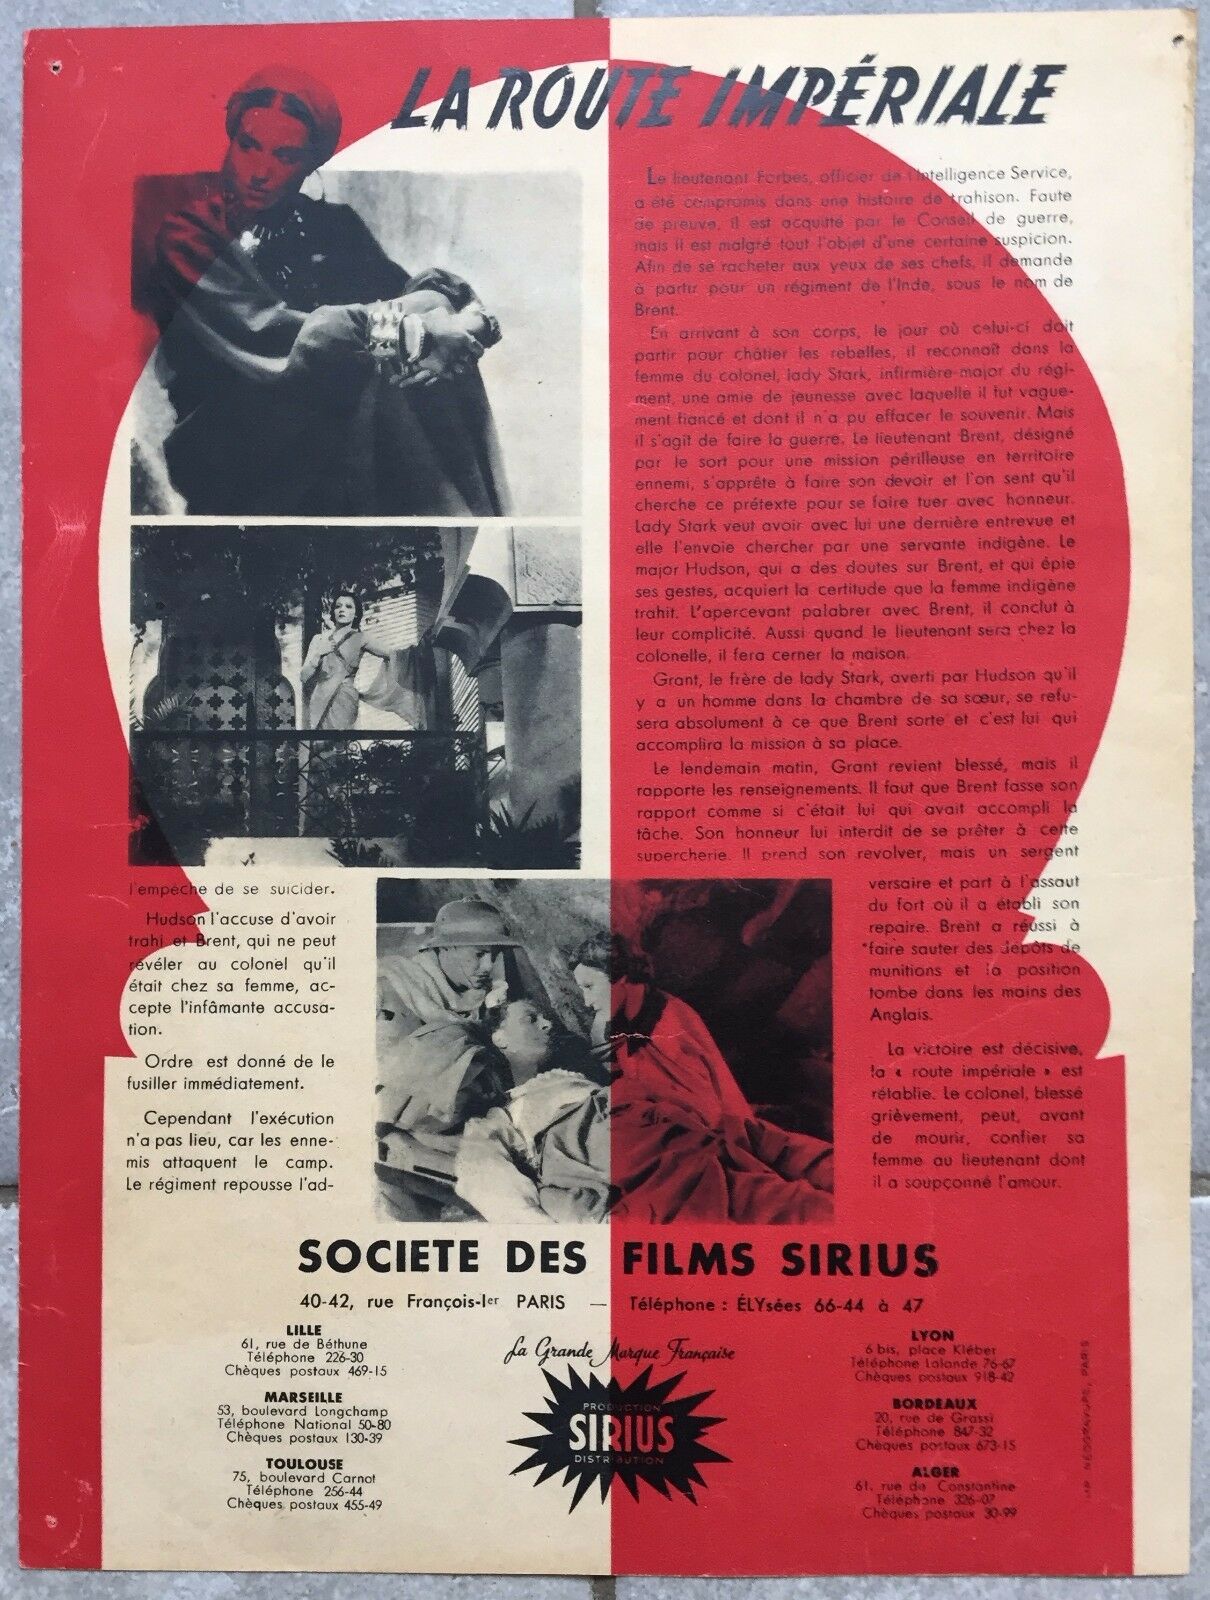 LA ROUTE IMPÉRIALE
Le lieutenant Forbes, officier de l'Intelligence Service,
a été compromis dans une histoire de trahison. Faute
de preuve, il est acquitté par le Conseil de guerre,
mais il est malgré tout l'objet d'une certaine suspicion.
Afin de se racheter aux yeux de ses chefs, il demande
à partir pour un régiment de l'Inde, sous le nom de
Brent.
En arrivant à son corps, le jour où celui-ci doit
partir pour châtier les rebelles, il reconnaît dans la
femme du colonel, lady Stark, infirmière-major du régi-
ment, une amie de jeunesse avec laquelle il fut vague-
ment fiancé et dont il n'a pu effacer le souvenir. Mais
il s'agit de faire la guerre. Le lieutenant Brent, désigné
par le sort pour une mission périlleuse en territoire
ennemi, s'apprête à faire son devoir et l'on sent qu'il
cherche ce prétexte pour se faire tuer avec honneur.
Lady Stark veut avoir avec lui une dernière entrevue et
elle l'envoie chercher par une servante indigène. Le
major Hudson, qui a des doutes sur Brent, et qui épie
ses gestes, acquiert la certitude que la femme indigène
trahit. L'apercevant palabrer avec Brent, il conclut à
leur complicité. Aussi quand le lieutenant sera chez la
colonelle, il fera cerner la maison.
Grant, le frère de lady Stark, averti par Hudson qu'il
y a un homme dans la chambre de sa sœur, se refu-
sera absolument à ce que Brent sorte et c'est lui qui
accomplira la mission à sa place.
Le lendemain matin, Grant revient blessé, mais il
rapporte les renseignements. Il faut que Brent fasse son
rapport comme si c'était lui qui avait accompli la
tâche. Son honneur lui interdit de se prêter à cette
supercherie. Il prend son revolver, mais un sergent
l'empêche de se suicider.
Hudson l'accuse d'avoir
trahi et Brent, qui ne peut
révéler au colonel qu'il
était chez sa femme, ac-
cepte l'infâmante accusa-
tion.
Ordre est donné de le
fusiller immédiatement.
Cependant l'exécution
n'a pas lieu, car les enne-
mis attaquent le camp.
Le régiment repousse l'ad-
versaire et part à l'assaut
du fort où il a établi son
repaire. Brent a réussi à
faire sauter des dépôts de
munitions et la position
tombe dans les mains des
Anglais.
La victoire est décisive,
la « route impériale » est
rétablie. Le colonel, blessé
grièvement, peut, avant
de mourir, confier sa
femme au lieutenant dont
il a soupçonné l'amour.
SOCIETE DES FILMS SIRIUS
40-42, rue François-Ier PARIS — Téléphone : ÉLYsées 66-44 à 47
LILLE
61, rue de Béthune
Téléphone 226-30
Chèques postaux 469-15
MARSEILLE
53, boulevard Longchamp
Téléphone National 50-80
Chèques postaux 130-39
TOULOUSE
75, boulevard Carnot
Téléphone 256-44
Chèques postaux 455-49
La Grande Marque Française
PRODUCTION
SIRIUS
DISTRIBUTION
LYON
6 bis, place Kléber
Téléphone Lalande 76-67
Chèques postaux 918-42
BORDEAUX
20, rue de Grassi
Téléphone 847-32
Chèques postaux 673-15
ALGER
61, rue de Constantine
Téléphone 326-07
Chèques postaux 30-99
IMP. NÉOGRAVURE, PARIS